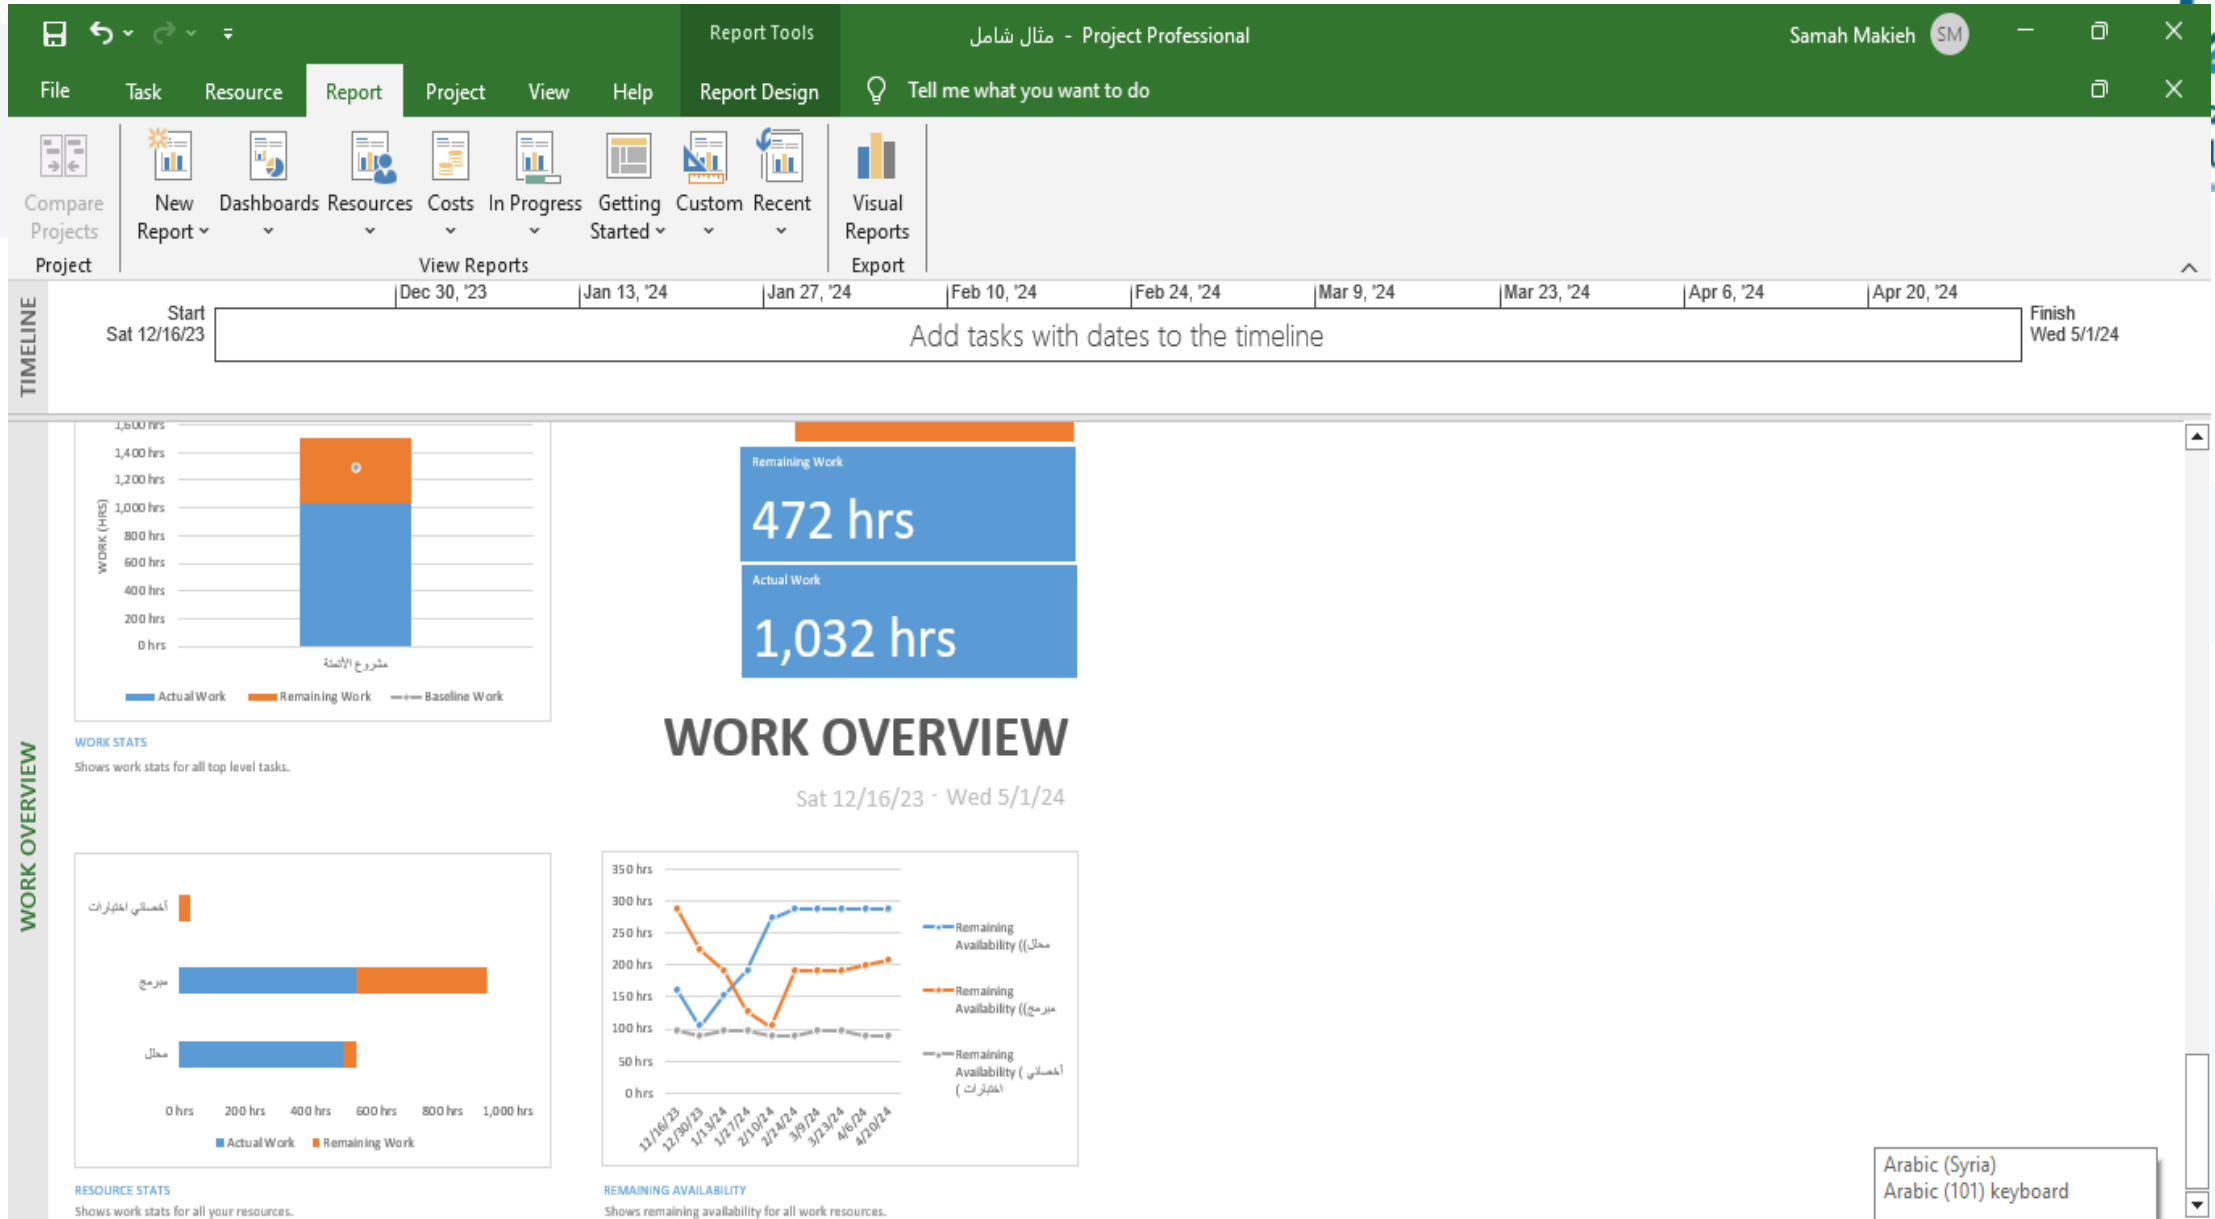 Report Tools
مثال شامل - Project Professional
Samah Makieh SM
File Task Resource Report Project View Help Report Design Tell me what you want to do
Compare Projects
New Report
Dashboards
Resources
Costs
In Progress
Getting Started
Custom
Recent
Visual Reports
Project View Reports Export
TIMELINE
Dec 30, '23 Jan 13, '24 Jan 27, '24 Feb 10, '24 Feb 24, '24 Mar 9, '24 Mar 23, '24 Apr 6, '24 Apr 20, '24
Start
Sat 12/16/23
Add tasks with dates to the timeline
Finish
Wed 5/1/24
WORK OVERVIEW
WORK (HRS)
1,600 hrs
1,400 hrs
1,200 hrs
1,000 hrs
800 hrs
600 hrs
400 hrs
200 hrs
0 hrs
مشروع الأتمتة
Actual Work Remaining Work Baseline Work
WORK STATS
Shows work stats for all top level tasks.
Remaining Work
472 hrs
Actual Work
1,032 hrs
WORK OVERVIEW
Sat 12/16/23 - Wed 5/1/24
أخصائي اختبارات
مبرمج
محلل
0 hrs 200 hrs 400 hrs 600 hrs 800 hrs 1,000 hrs
Actual Work Remaining Work
RESOURCE STATS
Shows work stats for all your resources.
350 hrs
300 hrs
250 hrs
200 hrs
150 hrs
100 hrs
50 hrs
0 hrs
12/16/23 12/30/23 1/13/24 1/27/24 2/10/24 2/24/24 3/9/24 3/23/24 4/6/24 4/20/24
Remaining
Availability ((محلل
Remaining
Availability ((مبرمج
Remaining
Availability ( أخصائي
اختبارات )
REMAINING AVAILABILITY
Shows remaining availability for all work resources.
Arabic (Syria)
Arabic (101) keyboard